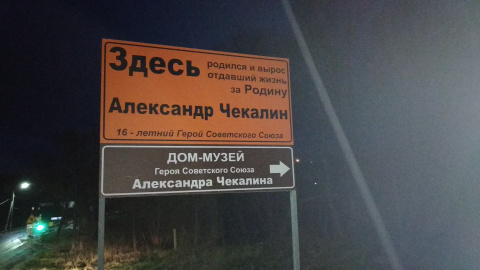 Здесь родился и вырос
отдавший жизнь
за Родину
Александр Чекалин
16 - летний Герой Советского Союза
ДОМ-МУЗЕЙ
Героя Советского Союза
Александра Чекалина